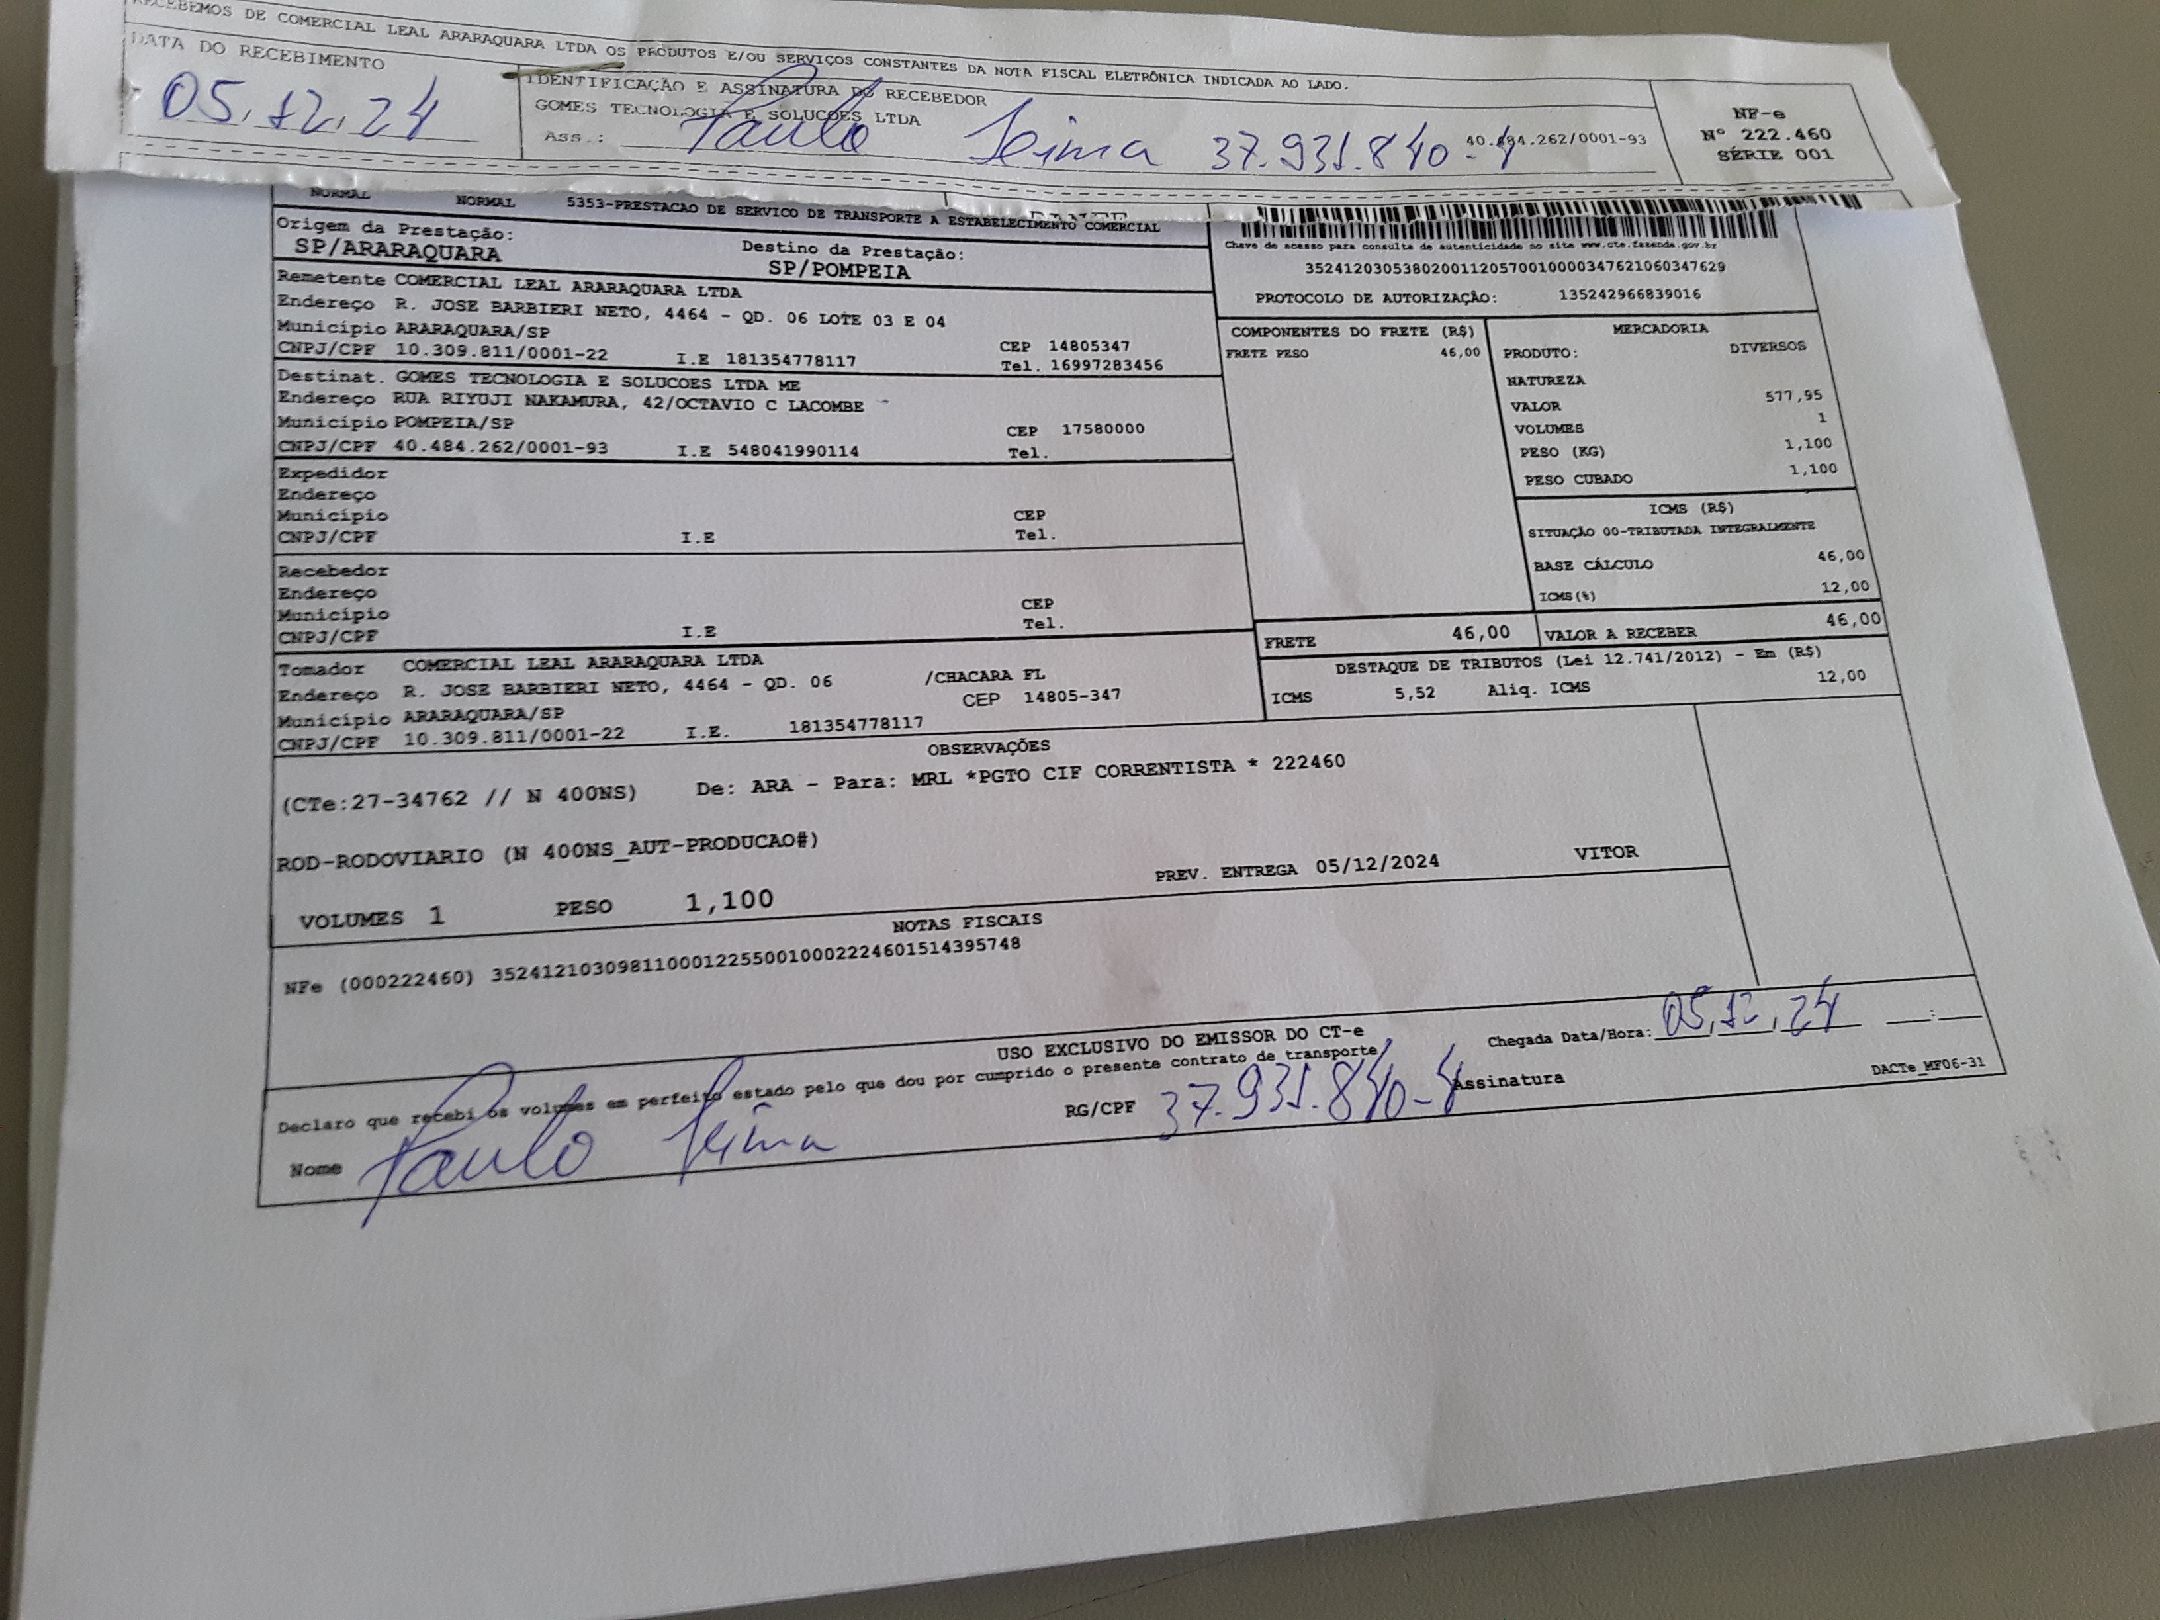 RECEBEMOS DE COMERCIAL LEAL ARARAQUARA LTDA OS PRODUTOS E/OU SERVIÇOS CONSTANTES DA NOTA FISCAL ELETRÔNICA INDICADA AO LADO.
DATA DO RECEBIMENTO
05.12.24
IDENTIFICAÇÃO E ASSINATURA DO RECEBEDOR
GOMES TECNOLOGIA E SOLUCOES LTDA
Ass.: Paulo 37.931.840-4 40.484.262/0001-93
NF-e
Nº 222.460
SÉRIE 001
NORMAL NORMAL 5353-PRESTACAO DE SERVICO DE TRANSPORTE A ESTABELECIMENTO COMERCIAL
Origem da Prestação: Destino da Prestação:
SP/ARARAQUARA SP/POMPEIA
Chave de acesso para consulta de autenticidade no site www.cte.fazenda.gov.br
35241203053802001120570010000347621060347629
PROTOCOLO DE AUTORIZAÇÃO: 135242966839016
Remetente COMERCIAL LEAL ARARAQUARA LTDA
Endereço R. JOSE BARBIERI NETO, 4464 - QD. 06 LOTE 03 E 04
Município ARARAQUARA/SP CEP 14805347
CNPJ/CPF 10.309.811/0001-22 I.E 181354778117 Tel. 16997283456
Destinat. GOMES TECNOLOGIA E SOLUCOES LTDA ME
Endereço RUA RIYUJI NAKAMURA, 42/OCTAVIO C LACOMBE
Município POMPEIA/SP CEP 17580000
CNPJ/CPF 40.484.262/0001-93 I.E 548041990114 Tel.
Expedidor
Endereço
Município CEP
CNPJ/CPF I.E Tel.
Recebedor
Endereço
Município CEP
CNPJ/CPF I.E Tel.
Tomador COMERCIAL LEAL ARARAQUARA LTDA
Endereço R. JOSE BARBIERI NETO, 4464 - QD. 06 /CHACARA FL
Município ARARAQUARA/SP CEP 14805-347
CNPJ/CPF 10.309.811/0001-22 I.E. 181354778117
COMPONENTES DO FRETE (R$)
FRETE PESO 46,00
MERCADORIA
PRODUTO: DIVERSOS
NATUREZA
VALOR 577,95
VOLUMES 1
PESO (KG) 1,100
PESO CUBADO 1,100
ICMS (R$)
SITUAÇÃO 00-TRIBUTADA INTEGRALMENTE
BASE CÁLCULO 46,00
ICMS(%) 12,00
FRETE 46,00 VALOR A RECEBER 46,00
DESTAQUE DE TRIBUTOS (Lei 12.741/2012) - Em (R$)
ICMS 5,52 Aliq. ICMS 12,00
OBSERVAÇÕES
(CTe:27-34762 // N 400NS) De: ARA - Para: MRL *PGTO CIF CORRENTISTA * 222460
ROD-RODOVIARIO (N 400NS_AUT-PRODUCAO#)
PREV. ENTREGA 05/12/2024 VITOR
VOLUMES 1 PESO 1,100
NOTAS FISCAIS
NFe (000222460) 35241210309811000122550010002224601514395748
USO EXCLUSIVO DO EMISSOR DO CT-e
Chegada Data/Hora: 05.12.24 __:__
Declaro que recebi os volumes em perfeito estado pelo que dou por cumprido o presente contrato de transporte
Nome Paulo RG/CPF 37.931.840-4 Assinatura
DACTe_MF06-31